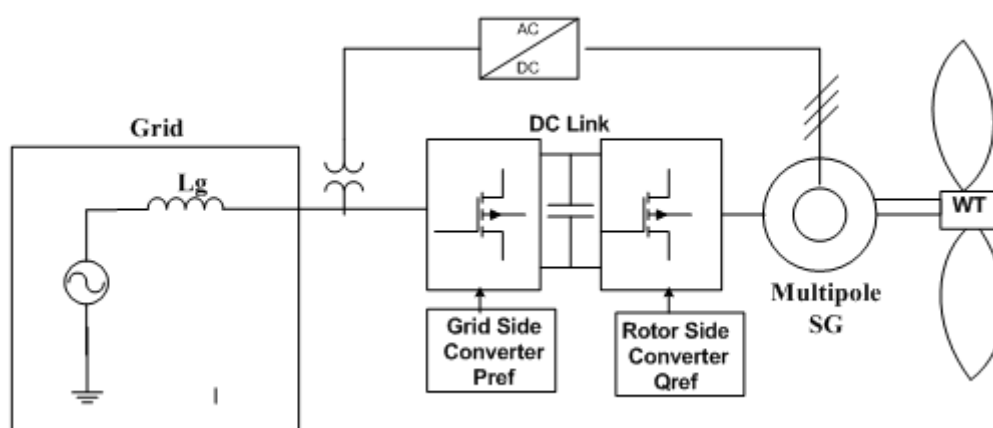 AC
DC
Grid
DC Link
Lg
WT
Multipole
SG
Grid Side
Converter
Pref
Rotor Side
Converter
Qref